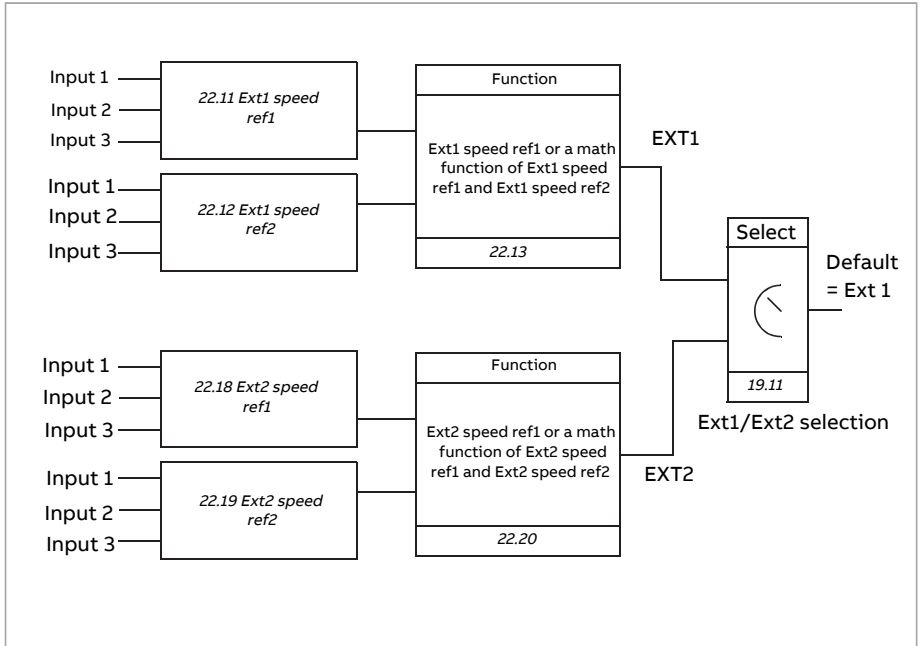 Input 1
Input 2
Input 3
22.11 Ext1 speed
ref1
Input 1
Input 2
Input 3
22.12 Ext1 speed
ref2
Function
Ext1 speed ref1 or a math
function of Ext1 speed
ref1 and Ext1 speed ref2
22.13
EXT1
Select
19.11
Default
= Ext 1
Ext1/Ext2 selection
Input 1
Input 2
Input 3
22.18 Ext2 speed
ref1
Input 1
Input 2
Input 3
22.19 Ext2 speed
ref2
Function
Ext2 speed ref1 or a math
function of Ext2 speed
ref1 and Ext2 speed ref2
22.20
EXT2